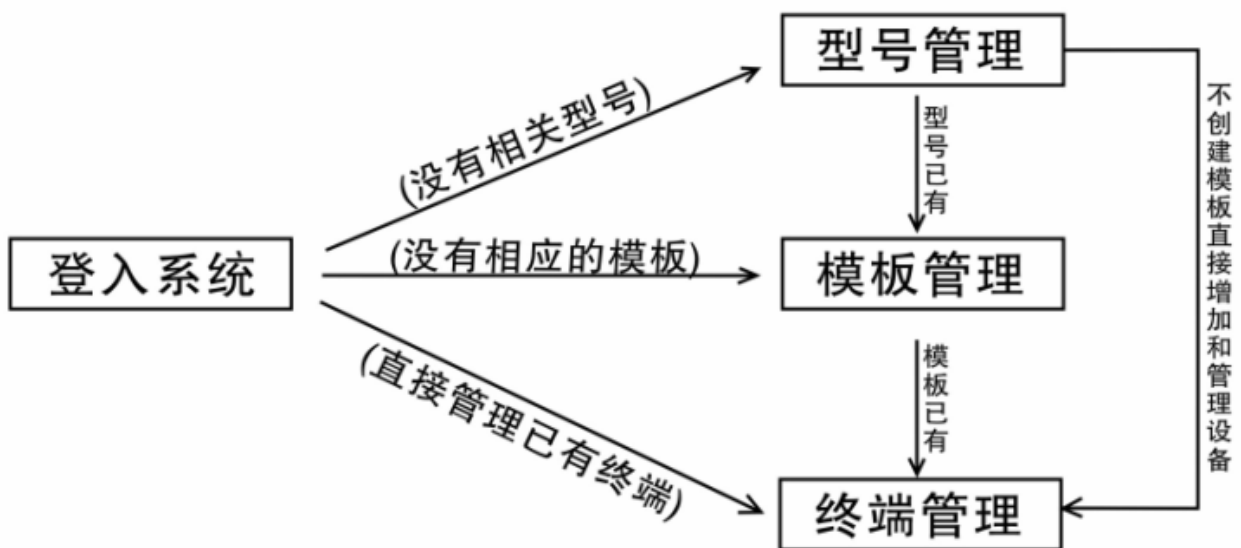 型号管理
(没有相关型号)
型号已有
不创建模板直接增加和管理设备
登入系统
(没有相应的模板)
模板管理
(直接管理已有终端)
模板已有
终端管理